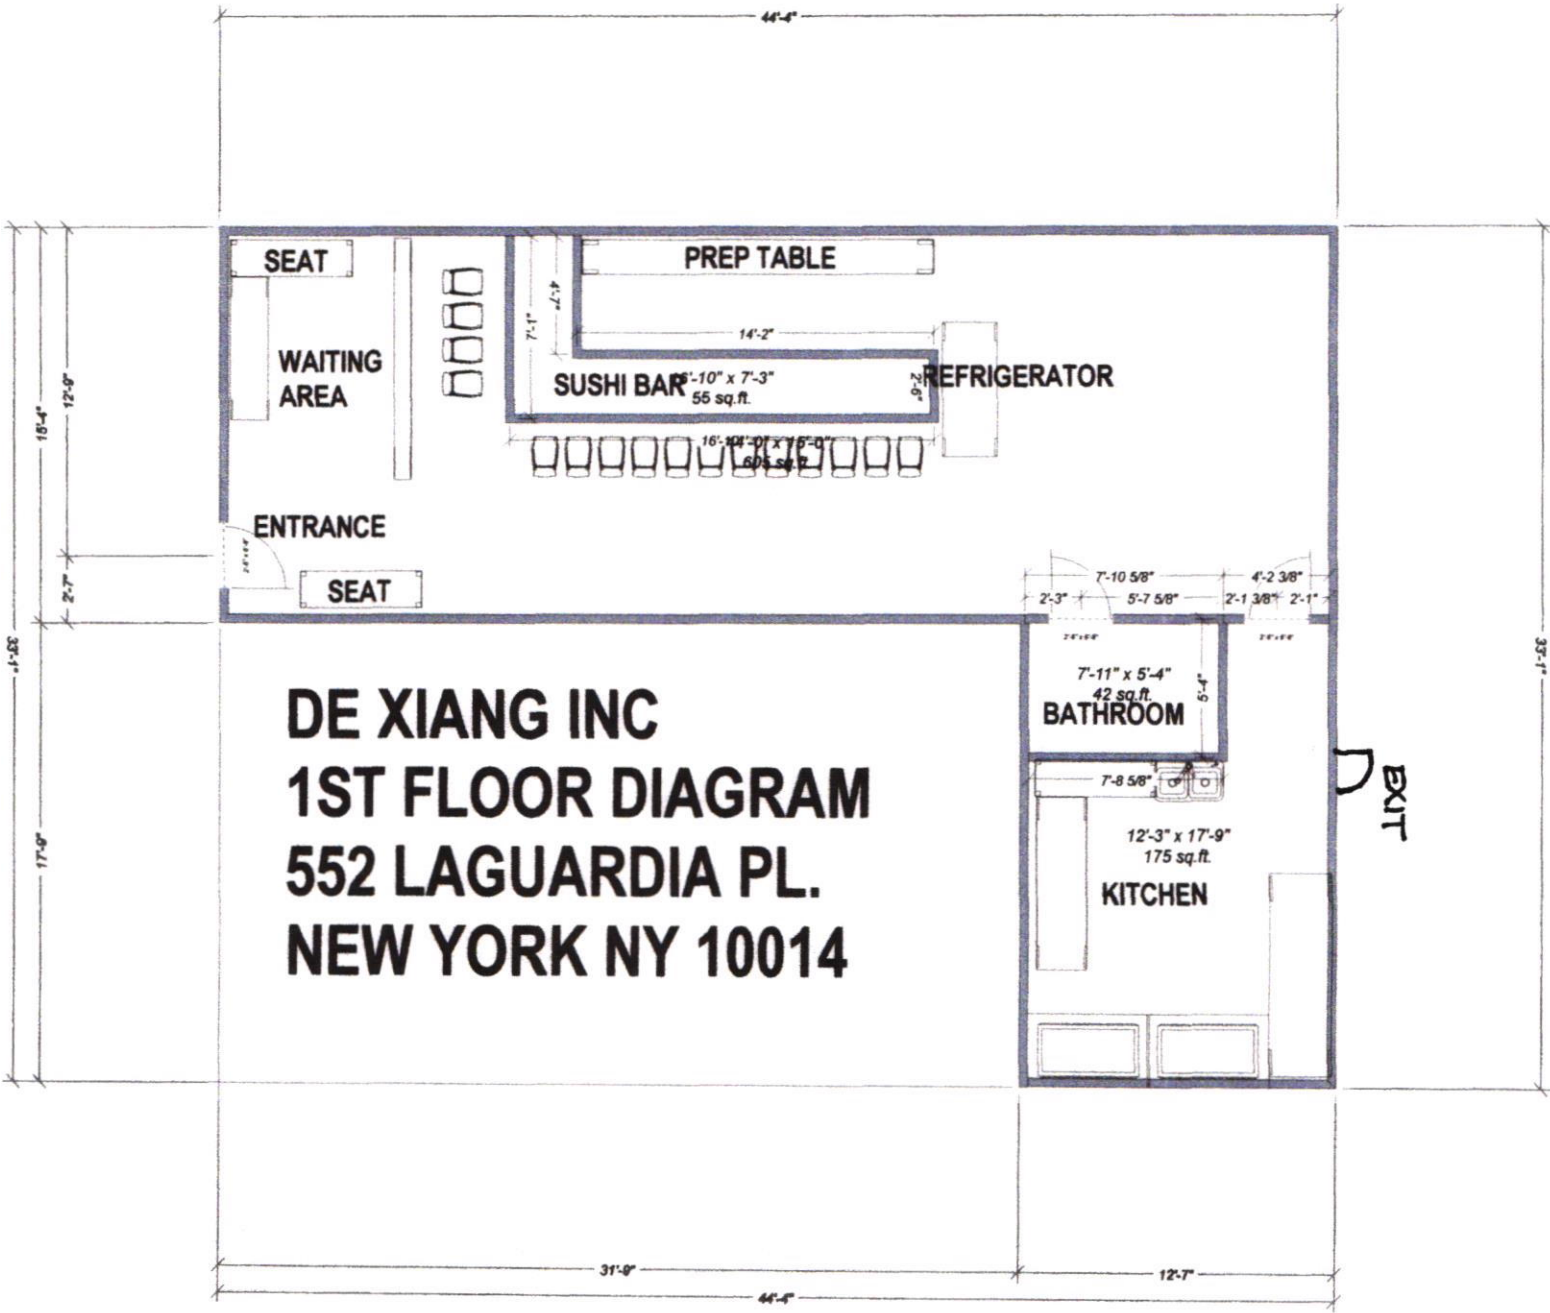 44'-4"
SEAT
PREP TABLE
WAITING
AREA
4'-7"
7'-1"
14'-2"
SUSHI BAR
7'-3"
55 sq.ft.
2'-6"
REFRIGERATOR
605 sq.ft.
12'-9"
15'-4"
2'-7"
33'-1"
17'-9"
ENTRANCE
SEAT
7'-10 5/8"
4'-2 3/8"
2'-3"
5'-7 5/8"
2'-1 3/8"
2'-1"
33'-1"
7'-11" x 5'-4"
42 sq.ft.
BATHROOM
5'-4"
7'-8 5/8"
12'-3" x 17'-9"
175 sq.ft.
KITCHEN
EXIT
DE XIANG INC
1ST FLOOR DIAGRAM
552 LAGUARDIA PL.
NEW YORK NY 10014
31'-9"
12'-7"
44'-4"